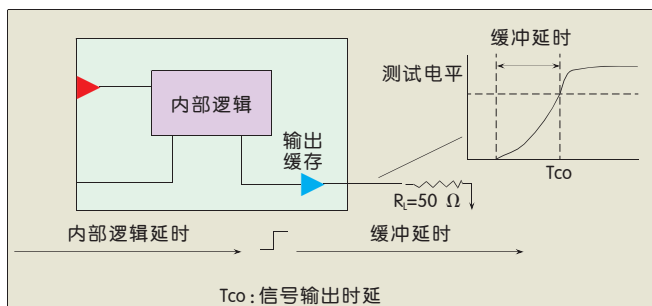 缓冲延时
测试电平
内部逻辑
输出
缓存
Tco
RL=50 Ω
内部逻辑延时
缓冲延时
Tco:信号输出时延